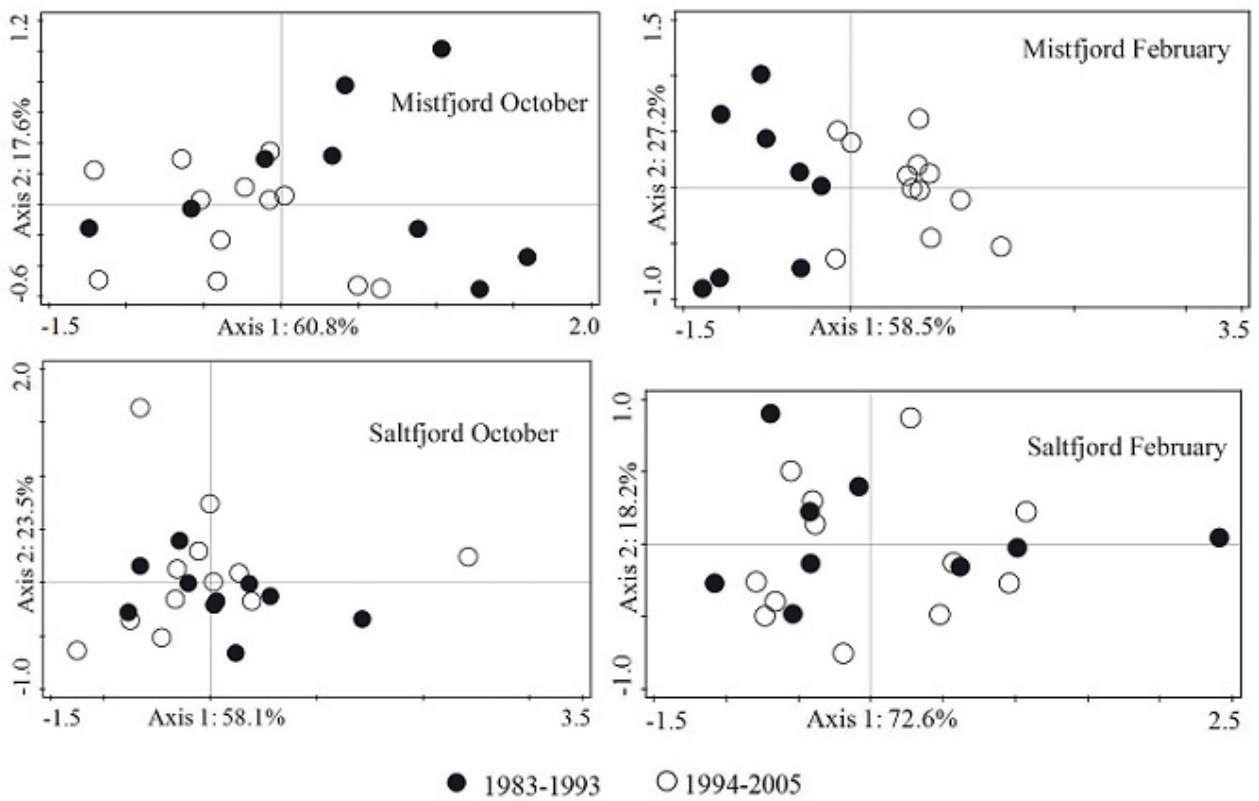 1.2
Mistfjord October
Axis 2: 17.6%
-0.6
-1.5
Axis 1: 60.8%
2.0
1.5
Mistfjord February
Axis 2: 27.2%
-1.0
-1.5
Axis 1: 58.5%
3.5
2.0
Saltfjord October
Axis 2: 23.5%
-1.0
-1.5
Axis 1: 58.1%
3.5
1.0
Saltfjord February
Axis 2: 18.2%
-1.0
-1.5
Axis 1: 72.6%
2.5
1983-1993
1994-2005